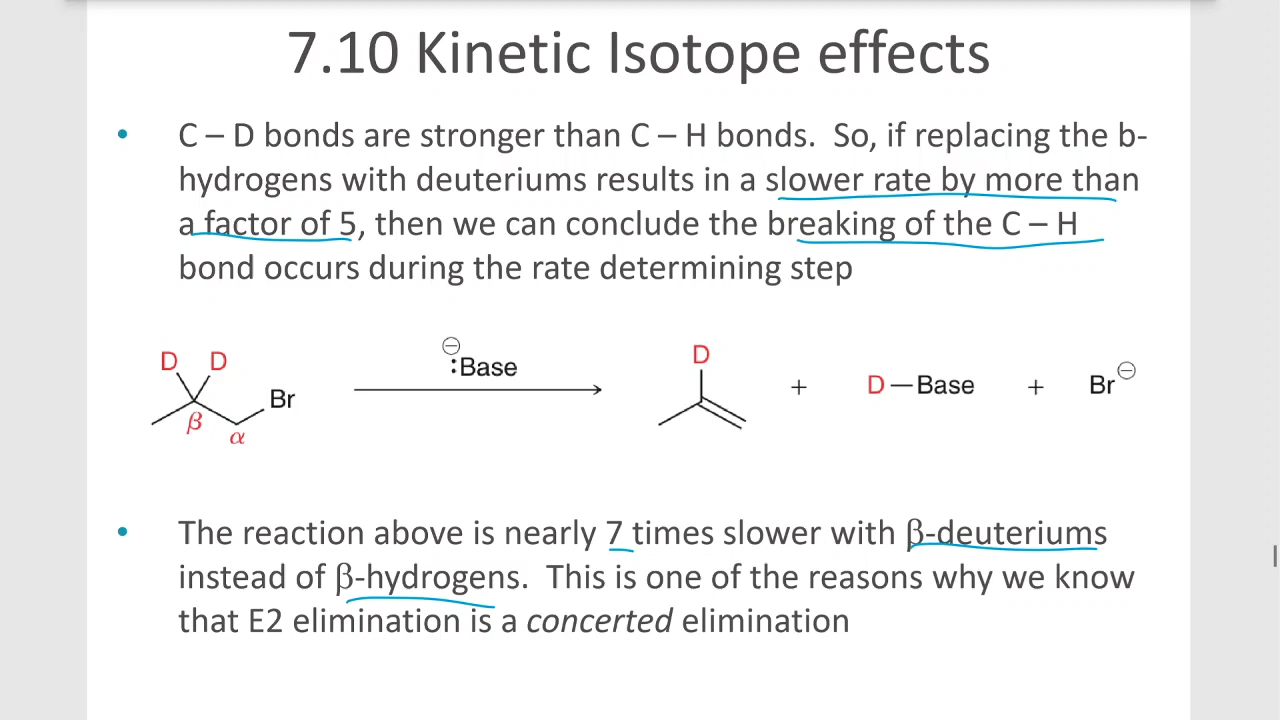 7.10 Kinetic Isotope effects
• C – D bonds are stronger than C – H bonds. So, if replacing the b-
hydrogens with deuteriums results in a slower rate by more than
a factor of 5, then we can conclude the breaking of the C – H
bond occurs during the rate determining step
D D
Br
β
α
⊖
:Base
D
+
D—Base
+
Br⊖
• The reaction above is nearly 7 times slower with β-deuteriums
instead of β-hydrogens. This is one of the reasons why we know
that E2 elimination is a concerted elimination